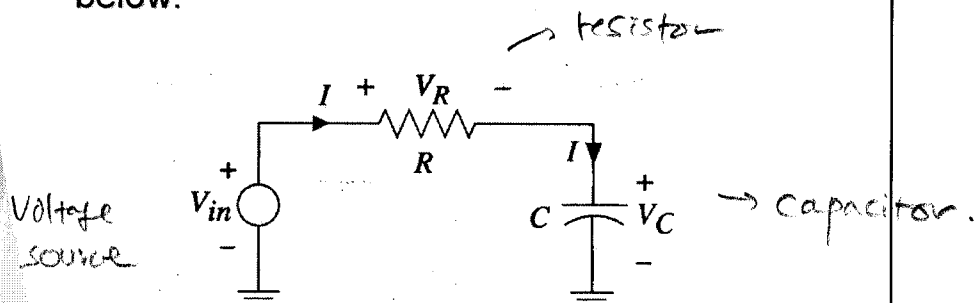 below.
resistor
I + V_R −
R
I
+
Voltage V_in C V_C → Capacitor.
source −
−